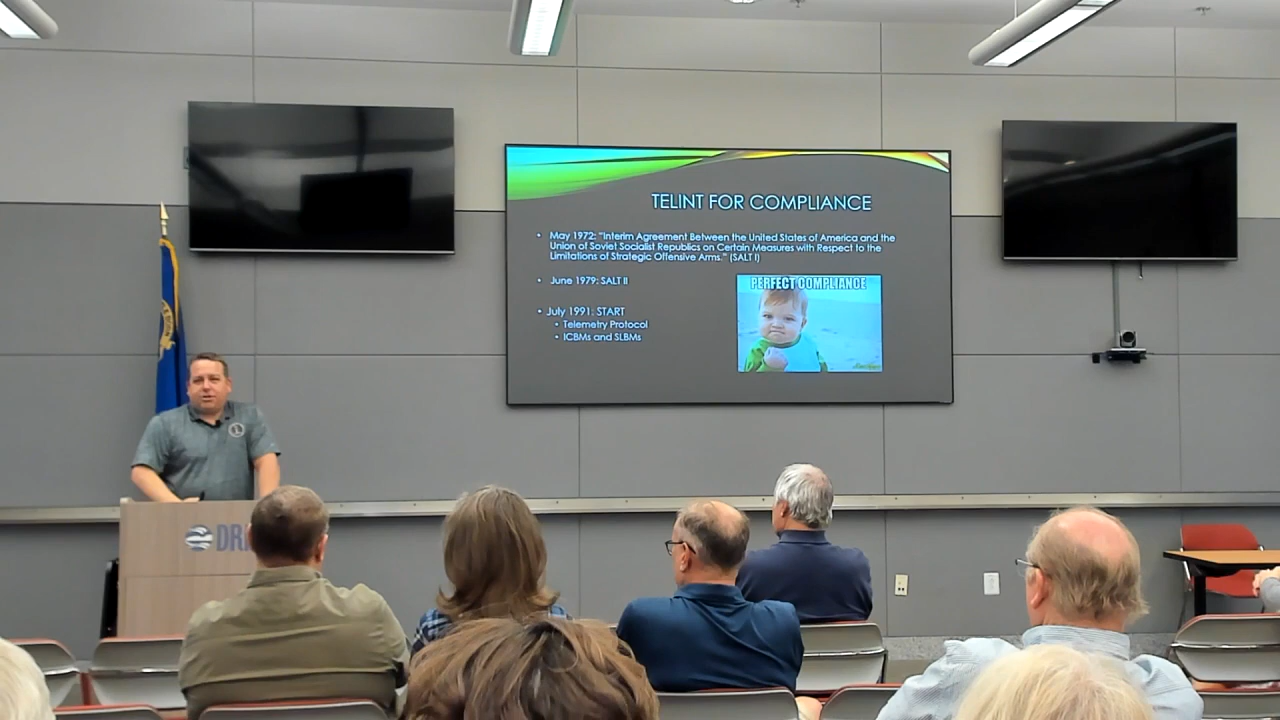 TELINT FOR COMPLIANCE
• May 1972: "Interim Agreement Between the United States of America and the
Union of Soviet Socialist Republics on Certain Measures with Respect to the
Limitations of Strategic Offensive Arms." (SALT I)
• June 1979: SALT II
• July 1991: START
• Telemetry Protocol
• ICBMs and SLBMs
PERFECT COMPLIANCE